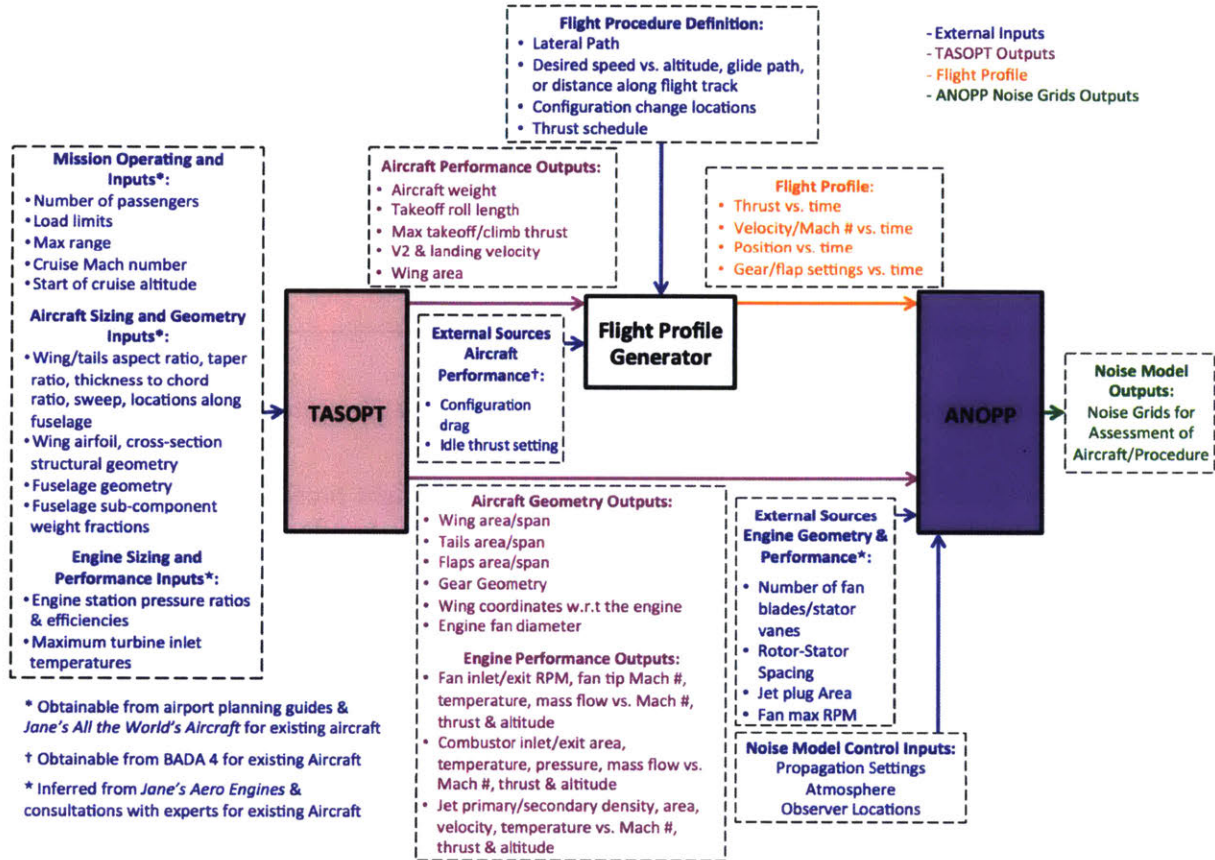 Flight Procedure Definition:
• Lateral Path
• Desired speed vs. altitude, glide path,
or distance along flight track
• Configuration change locations
• Thrust schedule
- External Inputs
- TASOPT Outputs
- Flight Profile
- ANOPP Noise Grids Outputs
Mission Operating and
Inputs*:
• Number of passengers
• Load limits
• Max range
• Cruise Mach number
• Start of cruise altitude
Aircraft Sizing and Geometry
Inputs*:
• Wing/tails aspect ratio, taper
ratio, thickness to chord
ratio, sweep, locations along
fuselage
• Wing airfoil, cross-section
structural geometry
• Fuselage geometry
• Fuselage sub-component
weight fractions
Engine Sizing and
Performance Inputs*:
• Engine station pressure ratios
& efficiencies
• Maximum turbine inlet
temperatures
Aircraft Performance Outputs:
• Aircraft weight
• Takeoff roll length
• Max takeoff/climb thrust
• V2 & landing velocity
• Wing area
Flight Profile:
• Thrust vs. time
• Velocity/Mach # vs. time
• Position vs. time
• Gear/flap settings vs. time
TASOPT
External Sources
Aircraft
Performance†:
• Configuration
drag
• Idle thrust setting
Flight Profile
Generator
ANOPP
Noise Model
Outputs:
Noise Grids for
Assessment of
Aircraft/Procedure
Aircraft Geometry Outputs:
• Wing area/span
• Tails area/span
• Flaps area/span
• Gear Geometry
• Wing coordinates w.r.t the engine
• Engine fan diameter
Engine Performance Outputs:
• Fan inlet/exit RPM, fan tip Mach #,
temperature, mass flow vs. Mach #,
thrust & altitude
• Combustor inlet/exit area,
temperature, pressure, mass flow vs.
Mach #, thrust & altitude
• Jet primary/secondary density, area,
velocity, temperature vs. Mach #,
thrust & altitude
External Sources
Engine Geometry &
Performance*:
• Number of fan
blades/stator
vanes
• Rotor-Stator
Spacing
• Jet plug Area
• Fan max RPM
Noise Model Control Inputs:
Propagation Settings
Atmosphere
Observer Locations
* Obtainable from airport planning guides &
Jane's All the World's Aircraft for existing aircraft
† Obtainable from BADA 4 for existing Aircraft
* Inferred from Jane's Aero Engines &
consultations with experts for existing Aircraft